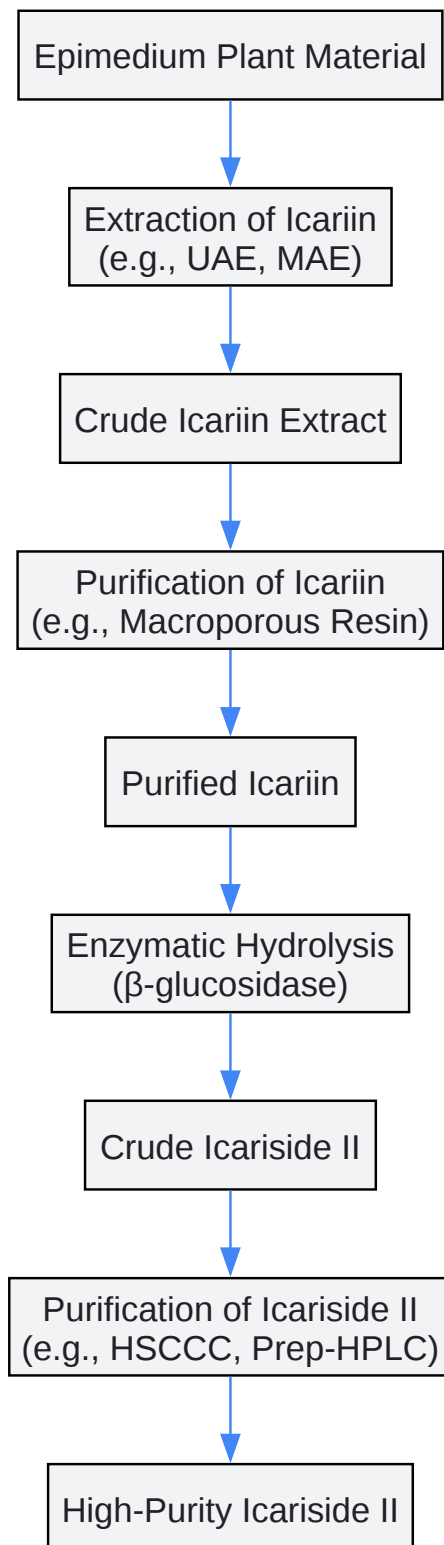 Epimedium Plant Material
Extraction of Icariin
(e.g., UAE, MAE)
Crude Icariin Extract
Purification of Icariin
(e.g., Macroporous Resin)
Purified Icariin
Enzymatic Hydrolysis
(β-glucosidase)
Crude Icariside II
Purification of Icariside II
(e.g., HSCCC, Prep-HPLC)
High-Purity Icariside II